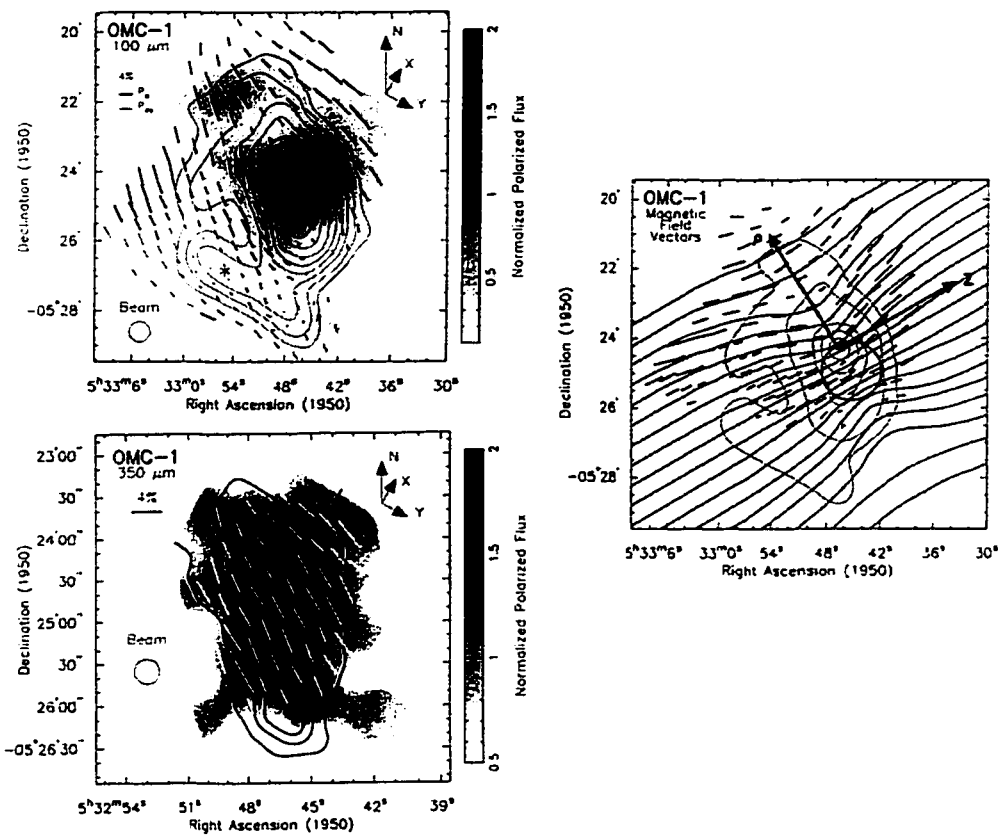 OMC-1
100 μm
4%
N
X
Y
Beam
20'
22'
24'
26'
-05°28'
Declination (1950)
5ʰ33ᵐ6ˢ 33ᵐ0ˢ 54ˢ 48ˢ 42ˢ 36ˢ 30ˢ
Right Ascension (1950)
2
1.5
1
0.5
Normalized Polarized Flux
OMC-1
350 μm
4%
N
X
Y
Beam
23'00"
30"
24'00"
30"
25'00"
30"
26'00"
-05°26'30"
Declination (1950)
5ʰ32ᵐ54ˢ 51ˢ 48ˢ 45ˢ 42ˢ 39ˢ
Right Ascension (1950)
2
1.5
1
0.5
Normalized Polarized Flux
OMC-1
Magnetic
Field
Vectors
Z
20'
22'
24'
26'
-05°28'
Declination (1950)
5ʰ33ᵐ6ˢ 33ᵐ0ˢ 54ˢ 48ˢ 42ˢ 36ˢ 30ˢ
Right Ascension (1950)